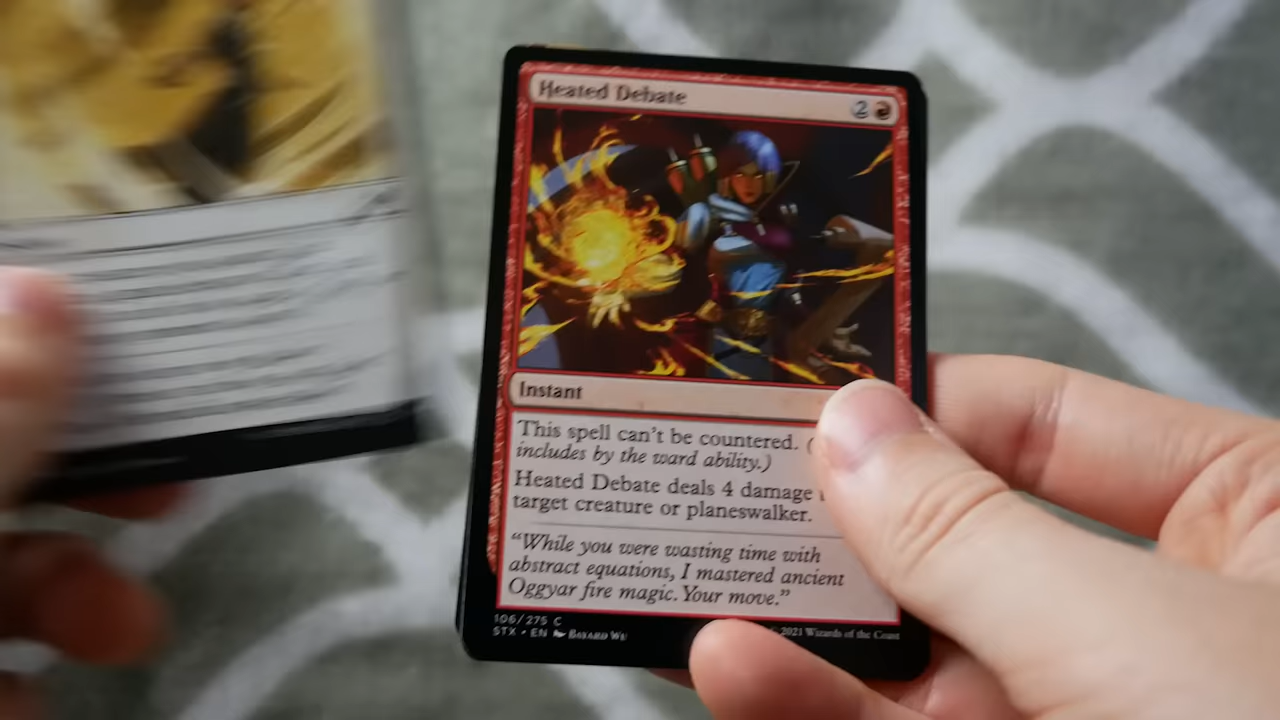 Heated Debate 2
Instant
This spell can't be countered. (
includes by the ward ability.)
Heated Debate deals 4 damage
target creature or planeswalker.
"While you were wasting time with
abstract equations, I mastered ancient
Oggyar fire magic. Your move."
106/275 C
STX • EN Bayard Wu
2021 Wizards of the Coast